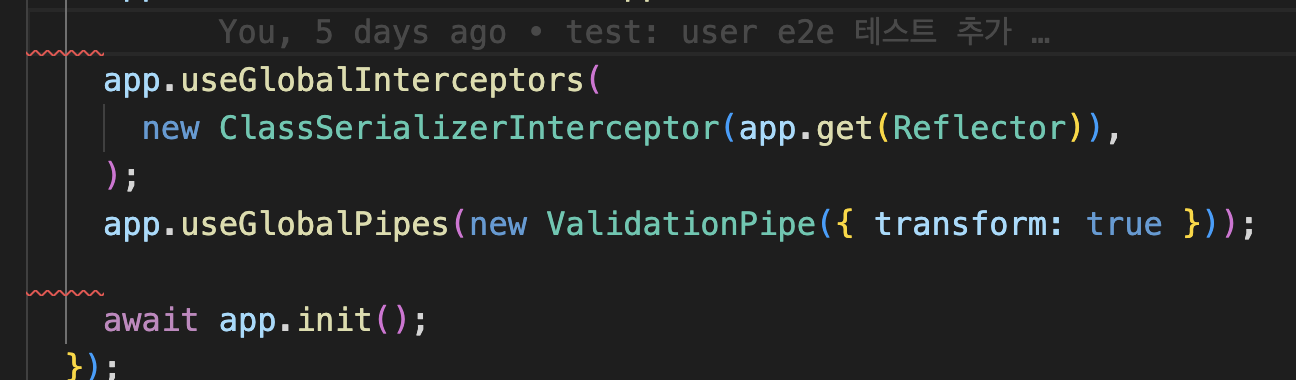 You, 5 days ago • test: user e2e 테스트 추가 …
app.useGlobalInterceptors(
new ClassSerializerInterceptor(app.get(Reflector)),
);
app.useGlobalPipes(new ValidationPipe({ transform: true }));
await app.init();
});